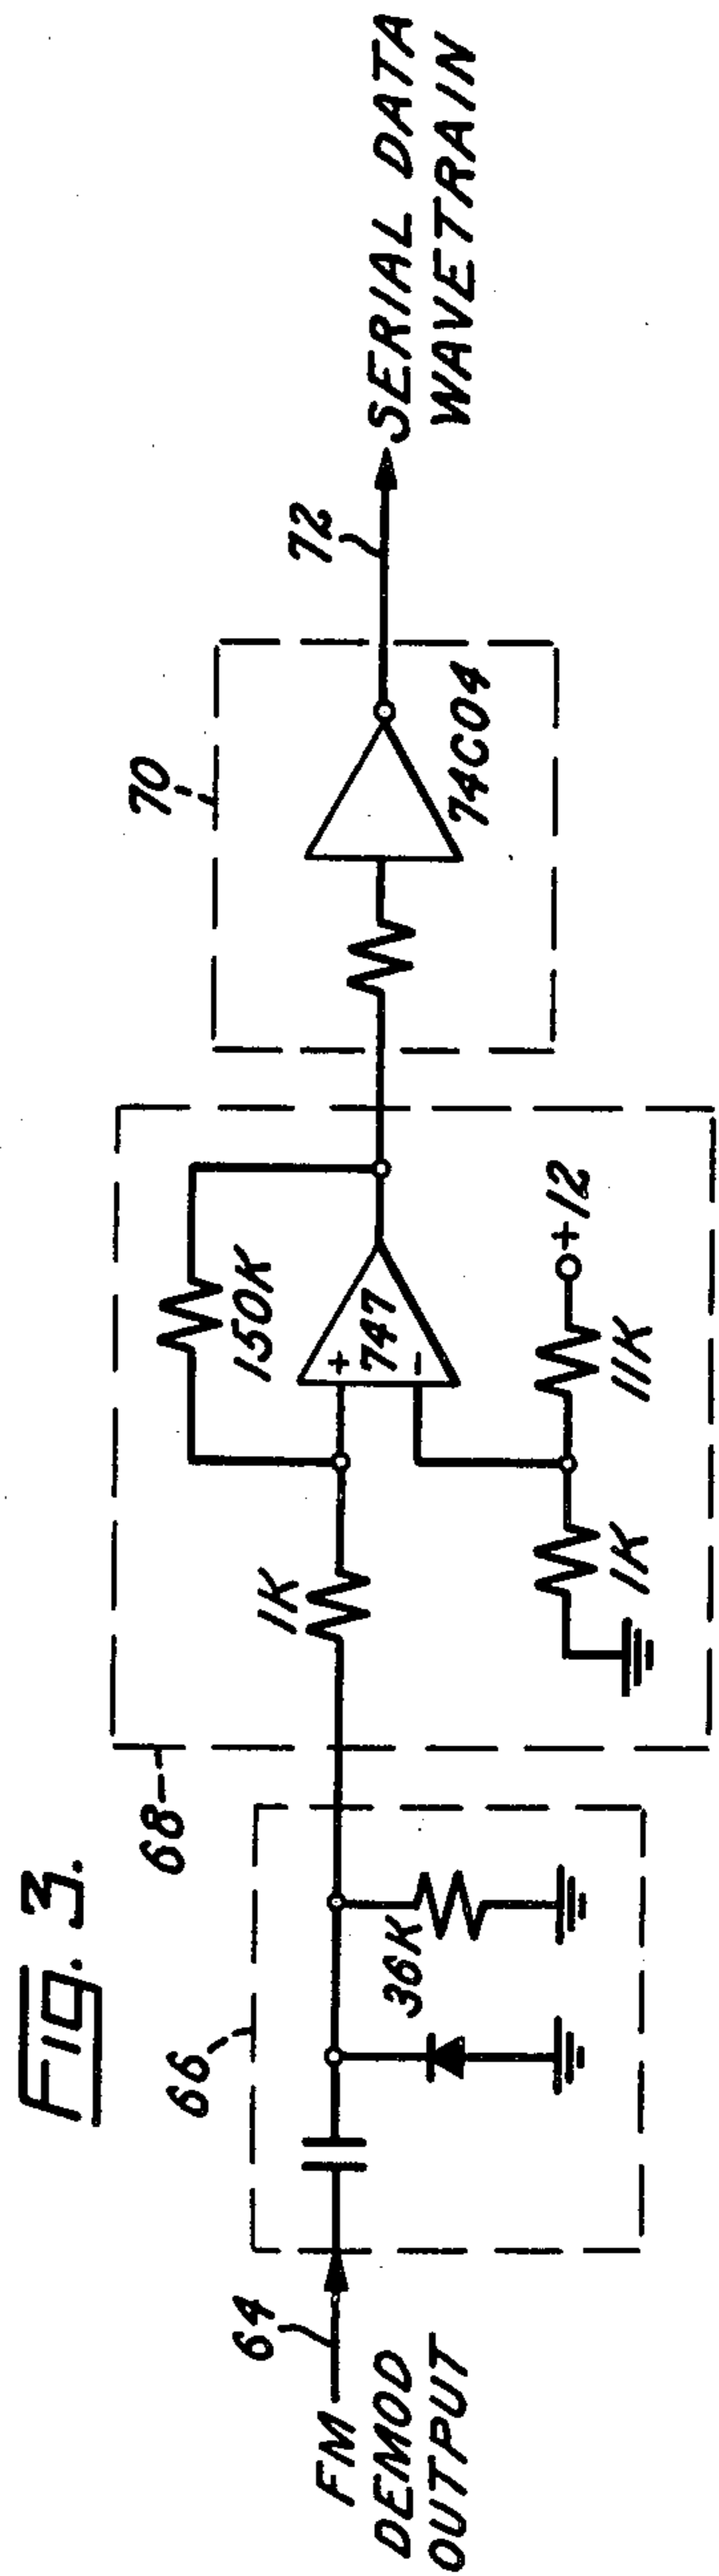 Fig. 3.
64
FM
DEMOD
OUTPUT
66
36K
68
1K
150K
+
747
-
1K
11K
+12
70
74C04
72
SERIAL DATA
WAVETRAIN